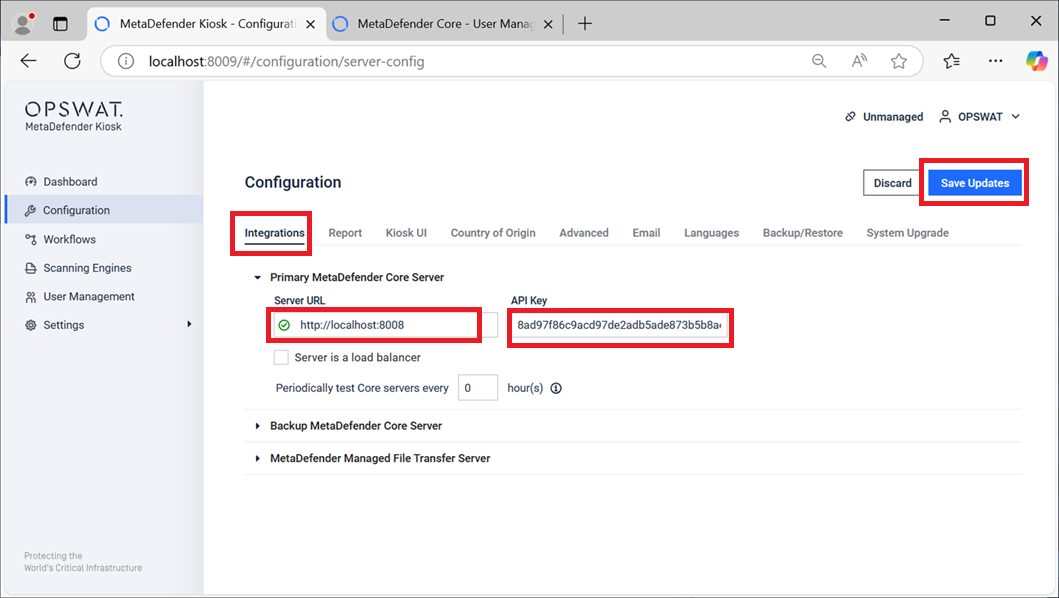 MetaDefender Kiosk - Configurati
MetaDefender Core - User Manag
localhost:8009/#/configuration/server-config
OPSWAT.
MetaDefender Kiosk
Unmanaged
OPSWAT
Dashboard
Configuration
Workflows
Scanning Engines
User Management
Settings
Configuration
Discard
Save Updates
Integrations
Report
Kiosk UI
Country of Origin
Advanced
Email
Languages
Backup/Restore
System Upgrade
Primary MetaDefender Core Server
Server URL
API Key
http://localhost:8008
8ad97f86c9acd97de2adb5ade873b5b8a
Server is a load balancer
Periodically test Core servers every 0 hour(s)
Backup MetaDefender Core Server
MetaDefender Managed File Transfer Server
Protecting the
World's Critical Infrastructure